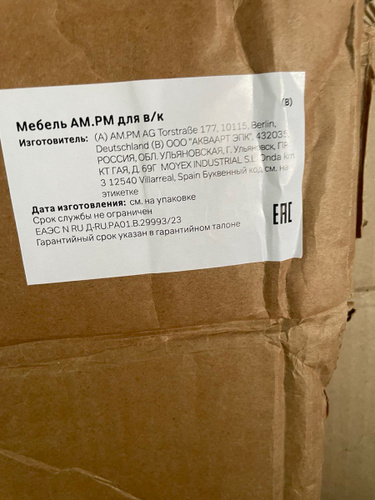 Мебель AM.PM для в/к
(B)
Изготовитель: (A) AM.PM AG Torstraße 177, 10115, Berlin,
Deutschland (B) ООО "АКВААРТ ЭПК", 432035,
РОССИЯ, ОБЛ. УЛЬЯНОВСКАЯ, Г. Ульяновск, ПР
КТ ГАЯ, Д. 69Г MOYEX INDUSTRIAL S.L. Onda Km
3 12540 Villarreal, Spain Буквенный код см. на
этикетке
Дата изготовления: см. на упаковке
Срок службы не ограничен
ЕАЭС N RU Д-RU.РА01.В.29993/23
Гарантийный срок указан в гарантийном талоне
EAC